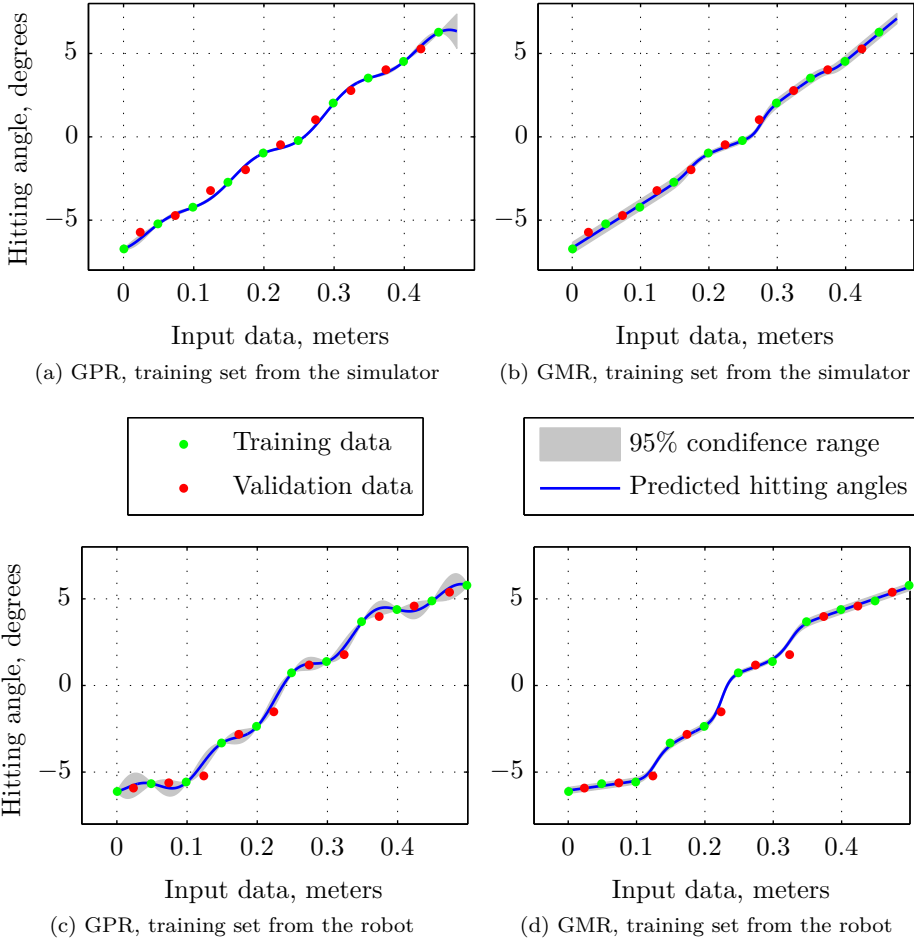 5
0
−5
Hitting angle, degrees
0 0.1 0.2 0.3 0.4
Input data, meters
(a) GPR, training set from the simulator
5
0
−5
0 0.1 0.2 0.3 0.4
Input data, meters
(b) GMR, training set from the simulator
Training data
Validation data
95% condifence range
Predicted hitting angles
5
0
−5
Hitting angle, degrees
0 0.1 0.2 0.3 0.4
Input data, meters
(c) GPR, training set from the robot
5
0
−5
0 0.1 0.2 0.3 0.4
Input data, meters
(d) GMR, training set from the robot